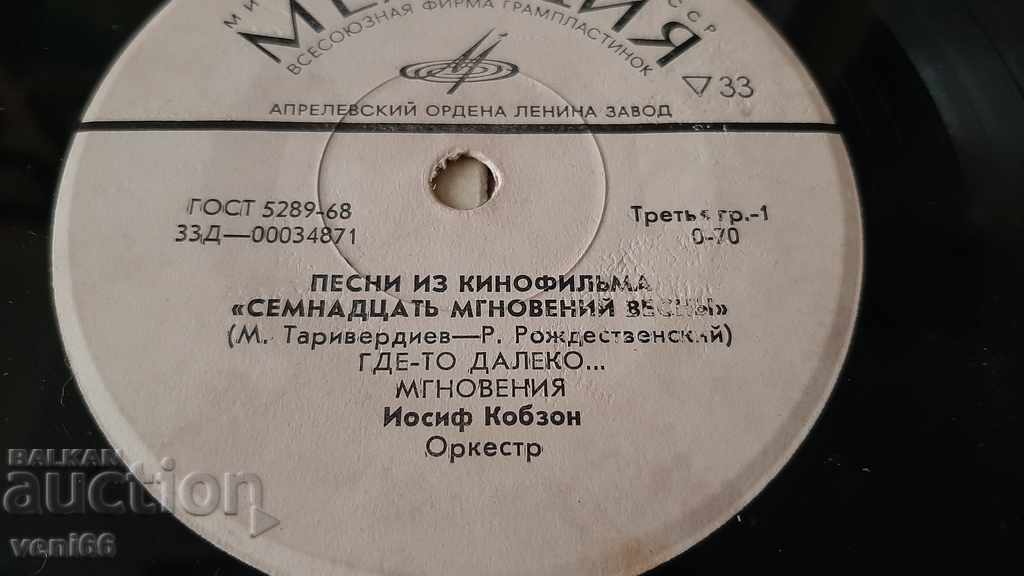 ВСЕСОЮЗНАЯ ФИРМА ГРАМПЛАСТИНОК
33
АПРЕЛЕВСКИЙ ОРДЕНА ЛЕНИНА ЗАВОД
ГОСТ 5289-68
33Д—00034871
Третья гр.-1
0-70
ПЕСНИ ИЗ КИНОФИЛЬМА
«СЕМНАДЦАТЬ МГНОВЕНИЙ ВЕСНЫ»
(М. Таривердиев—Р. Рождественский)
ГДЕ-ТО ДАЛЕКО...
МГНОВЕНИЯ
Иосиф Кобзон
Оркестр
BALKAN
auction
veni66